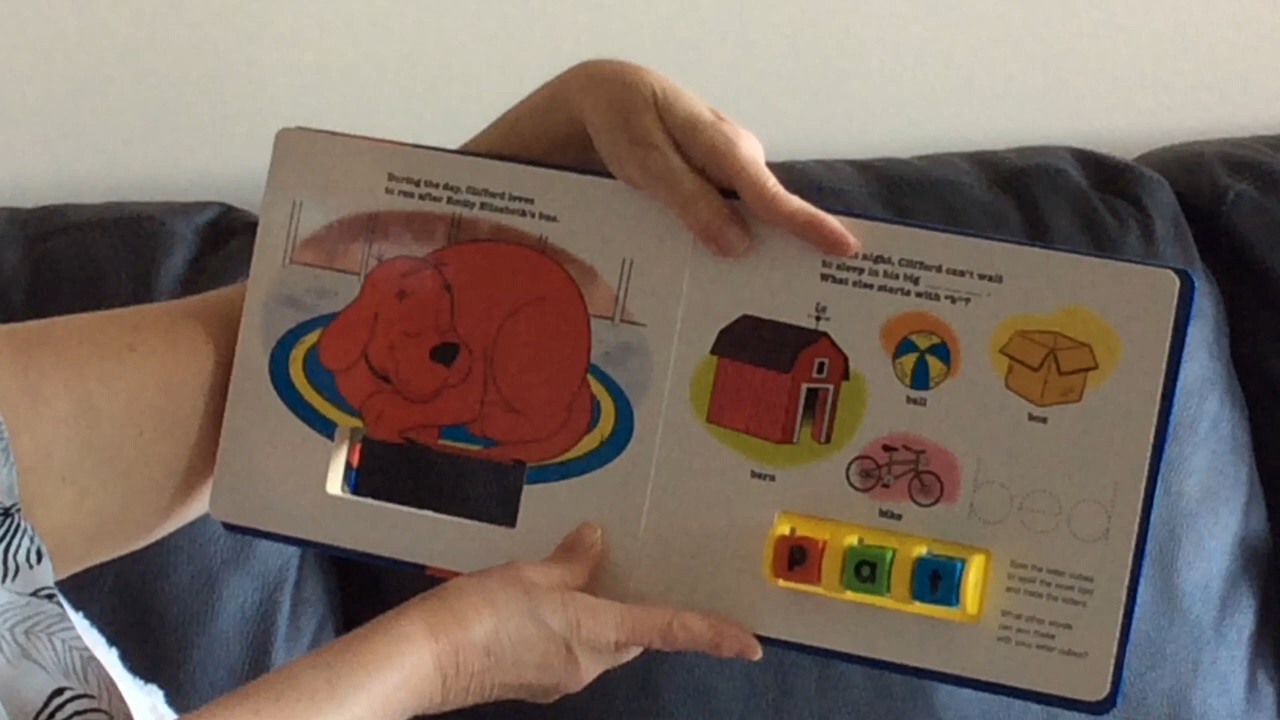 During the day, Clifford loves
to run after Emily Elizabeth's bus.
night, Clifford can't wait
to sleep in his big ___ .
What else starts with "b"?
barn
ball
box
bike
bed
p a t
Spin the letter cubes
to spell the word bed
and trace the letters.
What other words
can you make
with your letter cubes?